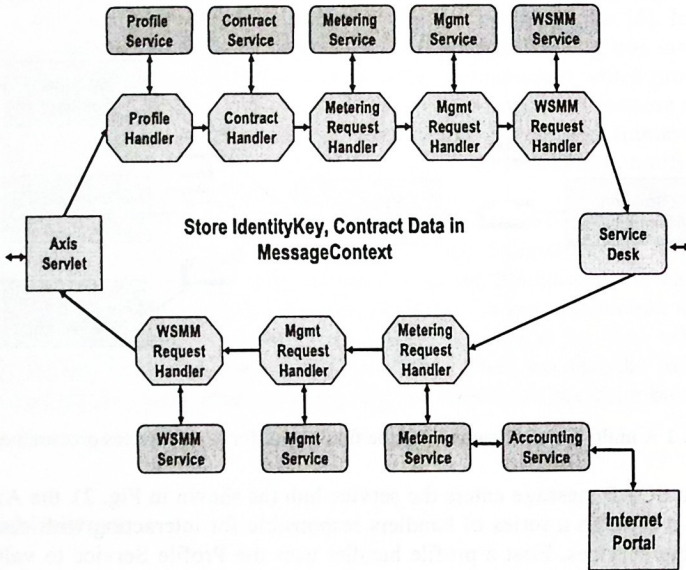 Profile
Service
Contract
Service
Metering
Service
Mgmt
Service
WSMM
Service
Profile
Handler
Contract
Handler
Metering
Request
Handler
Mgmt
Request
Handler
WSMM
Request
Handler
Axis
Servlet
Store IdentityKey, Contract Data in
MessageContext
Service
Desk
WSMM
Request
Handler
Mgmt
Request
Handler
Metering
Request
Handler
WSMM
Service
Mgmt
Service
Metering
Service
Accounting
Service
Internet
Portal